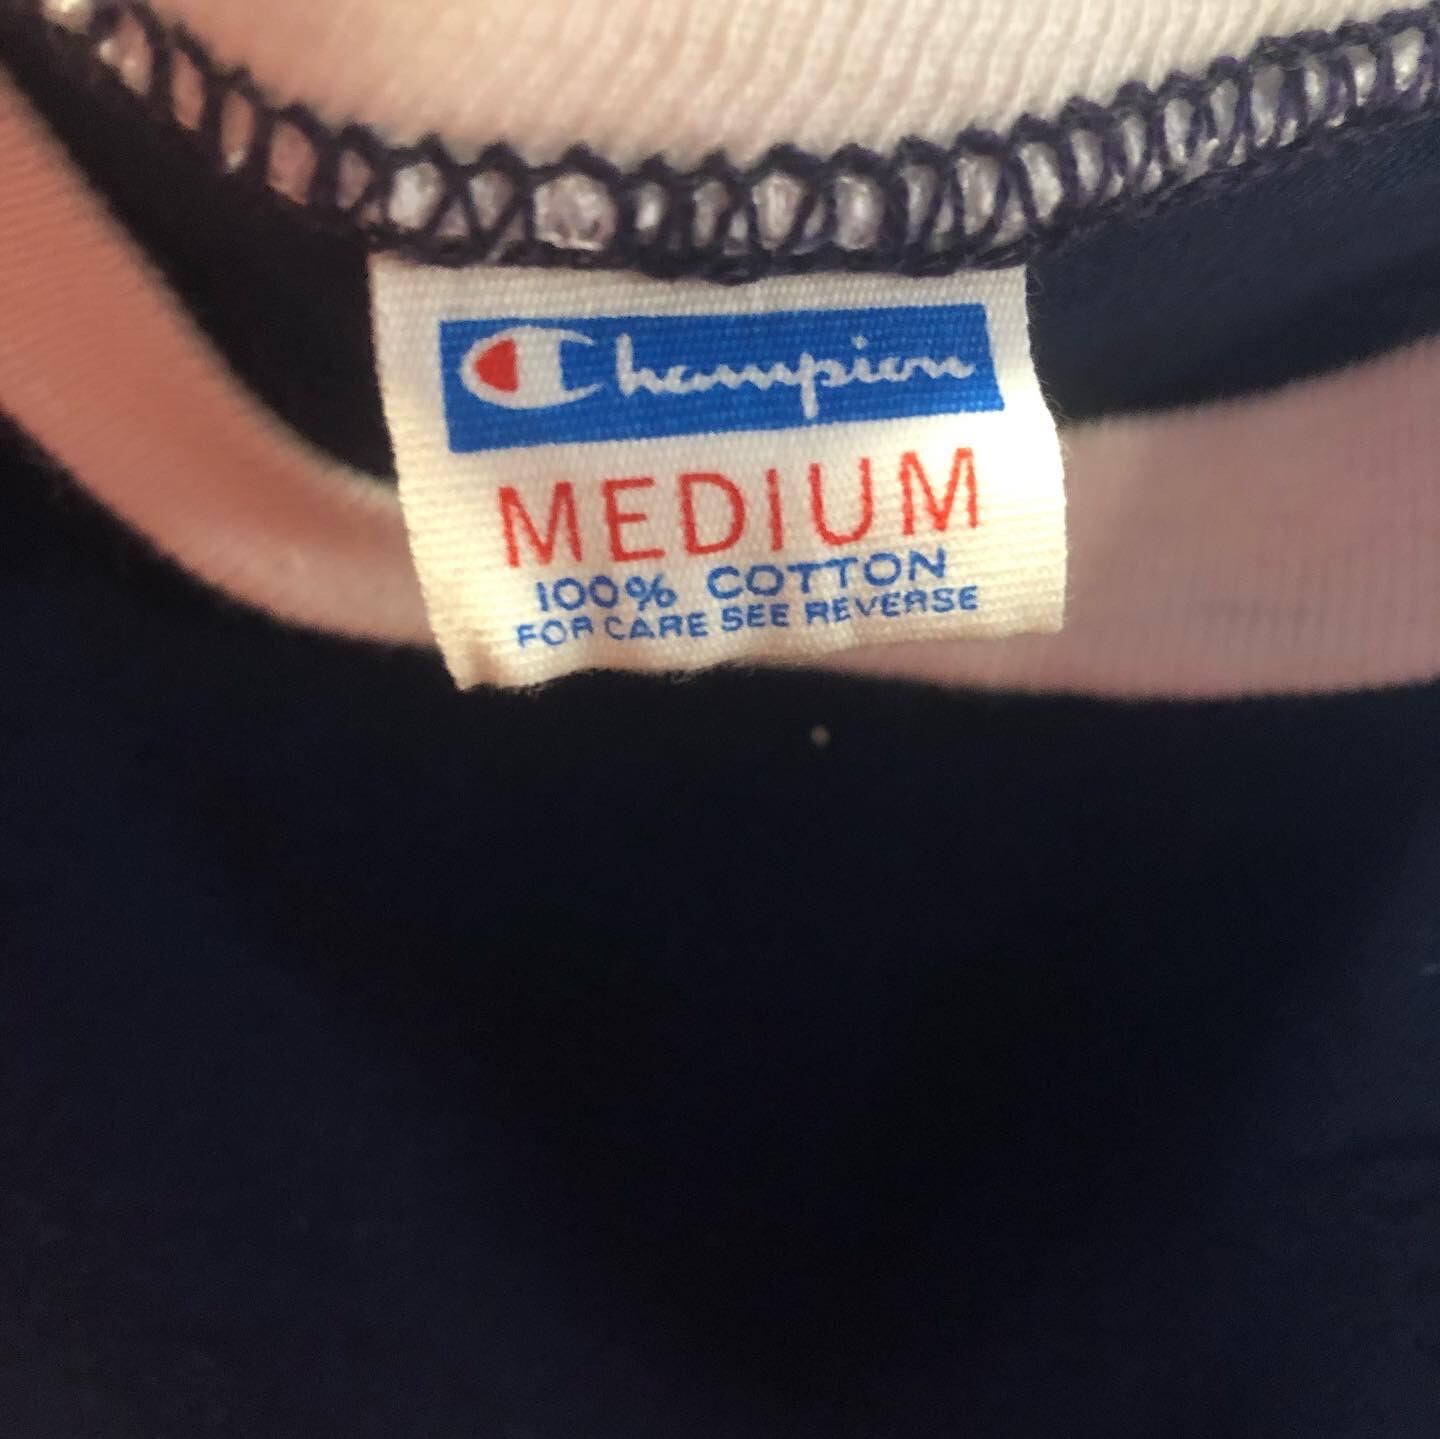 Champion
MEDIUM
100% COTTON
FOR CARE SEE REVERSE